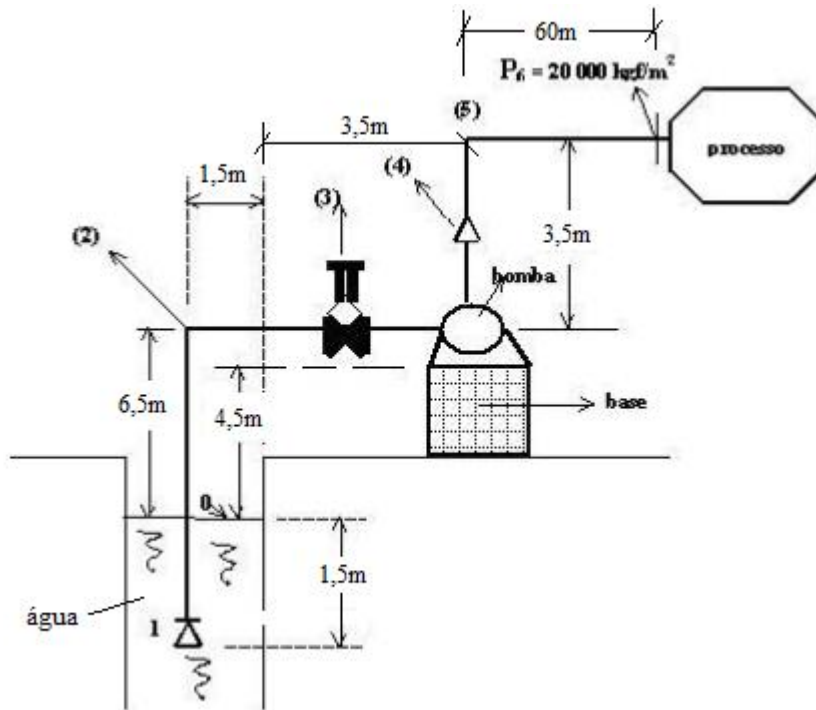 60m
P₆ = 20 000 kgf/m²
(5)
3,5m
processo
1,5m
(4)
(3)
(2)
3,5m
bomba
6,5m
4,5m
base
0
1,5m
água
1